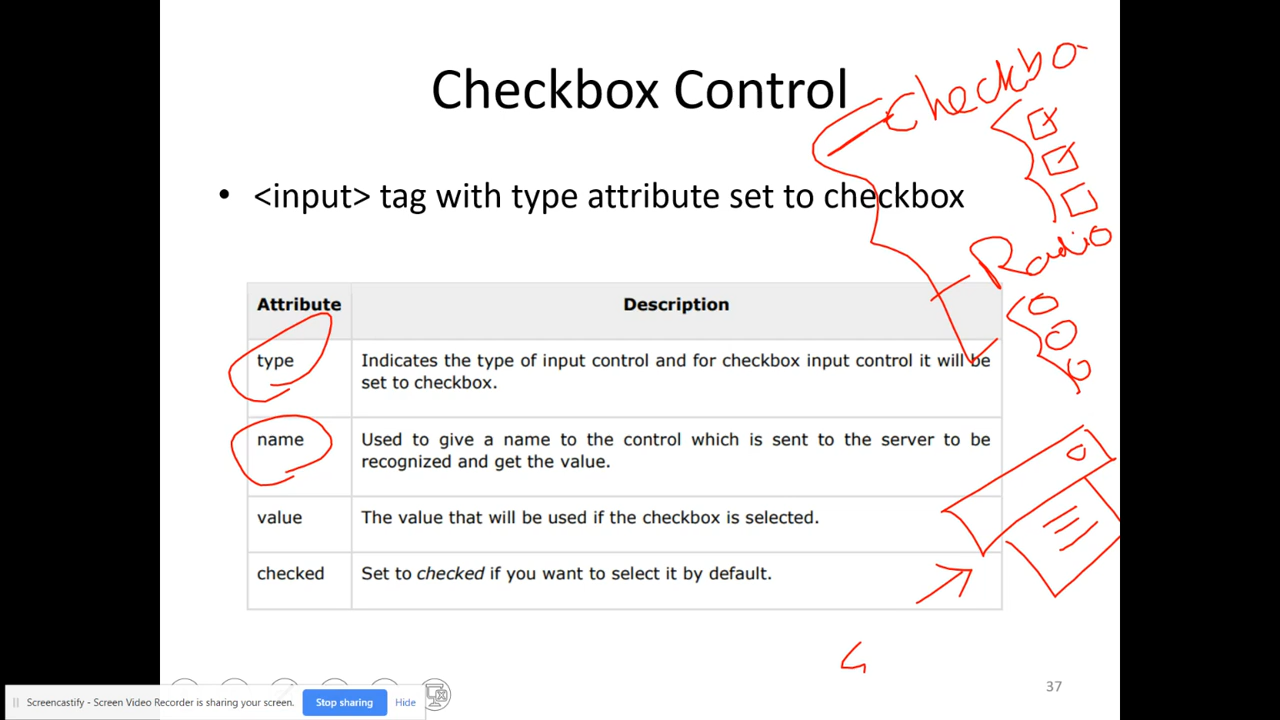 Checkbox Control
Checkbo
• <input> tag with type attribute set to checkbox
Radio
Attribute Description
type Indicates the type of input control and for checkbox input control it will be
set to checkbox.
name Used to give a name to the control which is sent to the server to be
recognized and get the value.
value The value that will be used if the checkbox is selected.
checked Set to checked if you want to select it by default.
37
Screencastify - Screen Video Recorder is sharing your screen. Stop sharing Hide